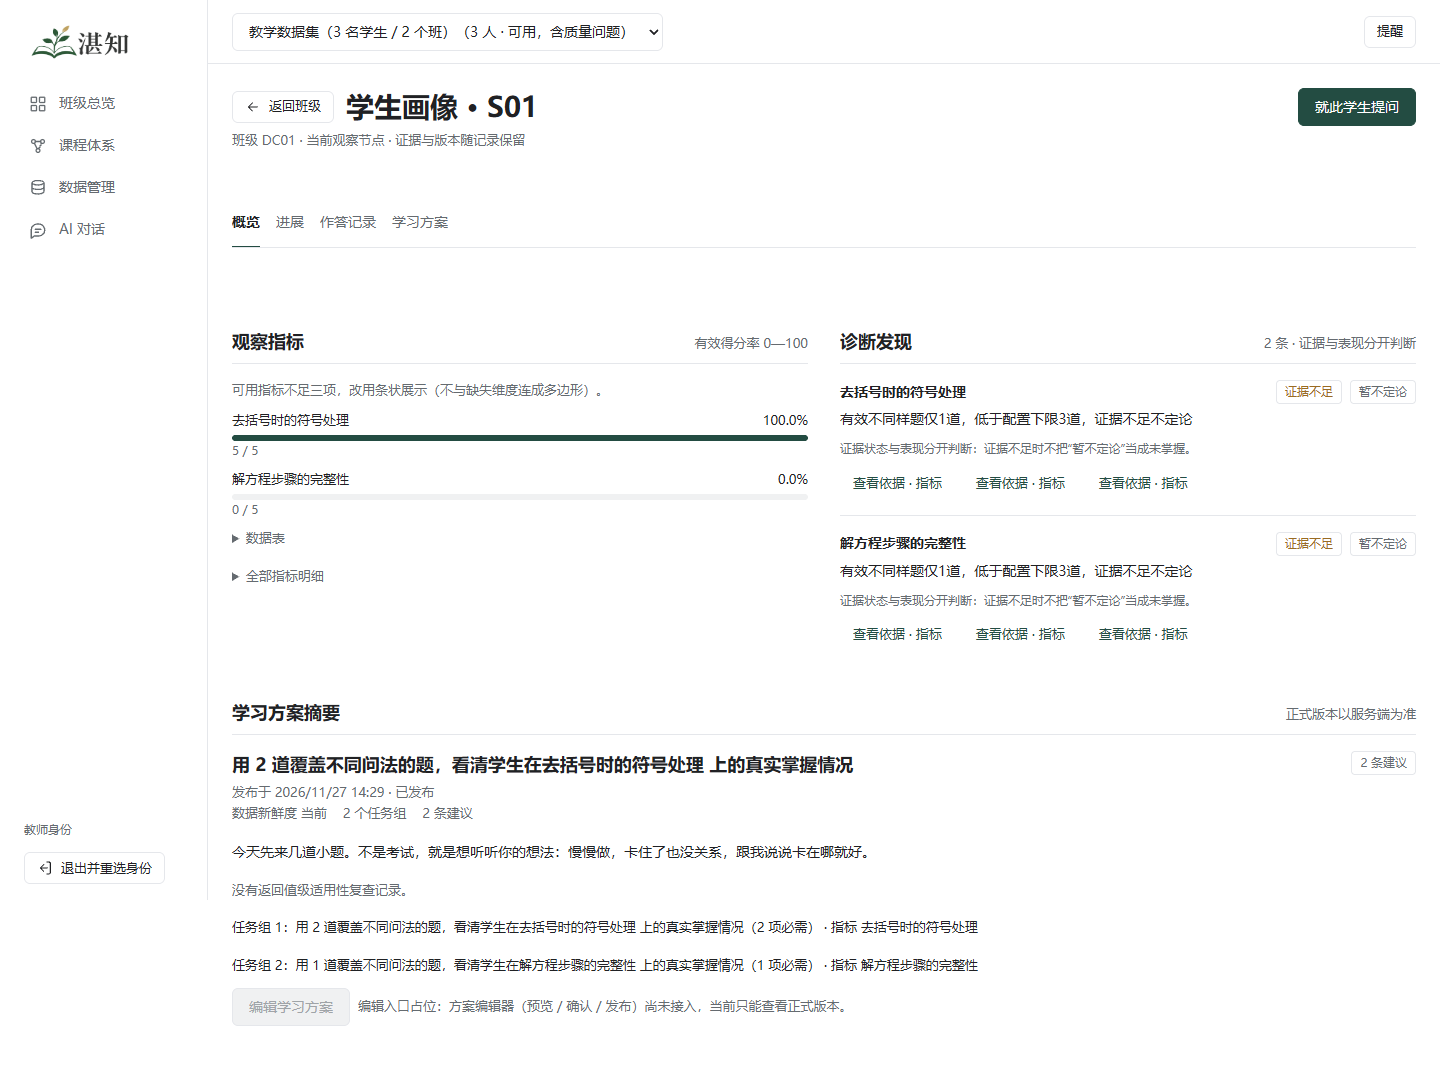 湛知
班级总览
课程体系
数据管理
AI 对话
教师身份
退出并重选身份
教学数据集（3 名学生 / 2 个班）（3 人 · 可用，含质量问题）
提醒
返回班级
学生画像 • S01
就此学生提问
班级 DC01 · 当前观察节点 · 证据与版本随记录保留
概览
进展
作答记录
学习方案
观察指标
有效得分率 0—100
可用指标不足三项，改用条状展示（不与缺失维度连成多边形）。
去括号时的符号处理
100.0%
5 / 5
解方程步骤的完整性
0.0%
0 / 5
数据表
全部指标明细
诊断发现
2 条 · 证据与表现分开判断
去括号时的符号处理
证据不足
暂不定论
有效不同样题仅1道，低于配置下限3道，证据不足不定论
证据状态与表现分开判断：证据不足时不把“暂不定论”当成未掌握。
查看依据 · 指标
查看依据 · 指标
查看依据 · 指标
解方程步骤的完整性
证据不足
暂不定论
有效不同样题仅1道，低于配置下限3道，证据不足不定论
证据状态与表现分开判断：证据不足时不把“暂不定论”当成未掌握。
查看依据 · 指标
查看依据 · 指标
查看依据 · 指标
学习方案摘要
正式版本以服务端为准
用 2 道覆盖不同问法的题，看清学生在去括号时的符号处理 上的真实掌握情况
2 条建议
发布于 2026/11/27 14:29 · 已发布
数据新鲜度 当前 2 个任务组 2 条建议
今天先来几道小题。不是考试，就是想听听你的想法：慢慢做，卡住了也没关系，跟我说说卡在哪就好。
没有返回值级适用性复查记录。
任务组 1：用 2 道覆盖不同问法的题，看清学生在去括号时的符号处理 上的真实掌握情况（2 项必需） · 指标 去括号时的符号处理
任务组 2：用 1 道覆盖不同问法的题，看清学生在解方程步骤的完整性 上的真实掌握情况（1 项必需） · 指标 解方程步骤的完整性
编辑学习方案
编辑入口占位：方案编辑器（预览 / 确认 / 发布）尚未接入，当前只能查看正式版本。